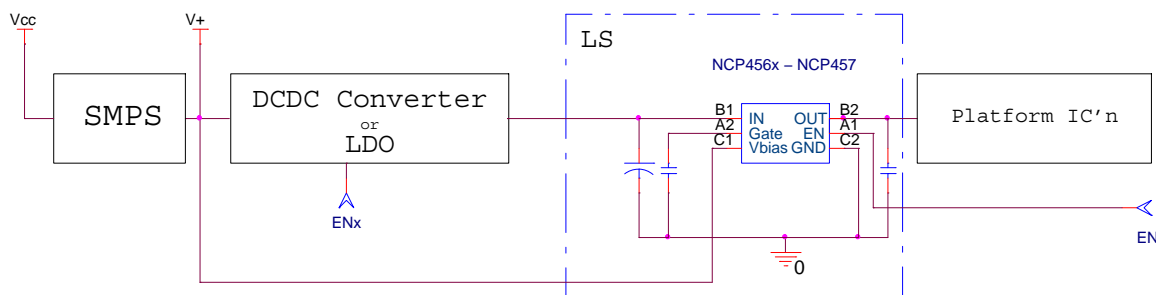 Vcc
V+
LS
NCP456x – NCP457
SMPS
DCDC Converter
or
LDO
B1
A2
C1
IN
Gate
Vbias
OUT
EN
GND
B2
A1
C2
Platform IC'n
ENx
EN
0